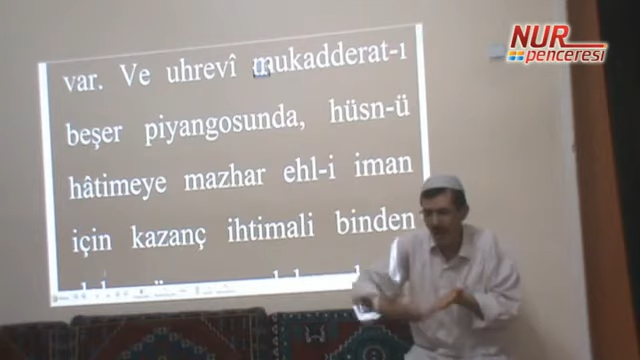 NUR
penceresi
var. Ve uhrevî mukadderat-ı
beşer piyangosunda, hüsn-ü
hâtimeye mazhar ehl-i iman
için kazanç ihtimali binden